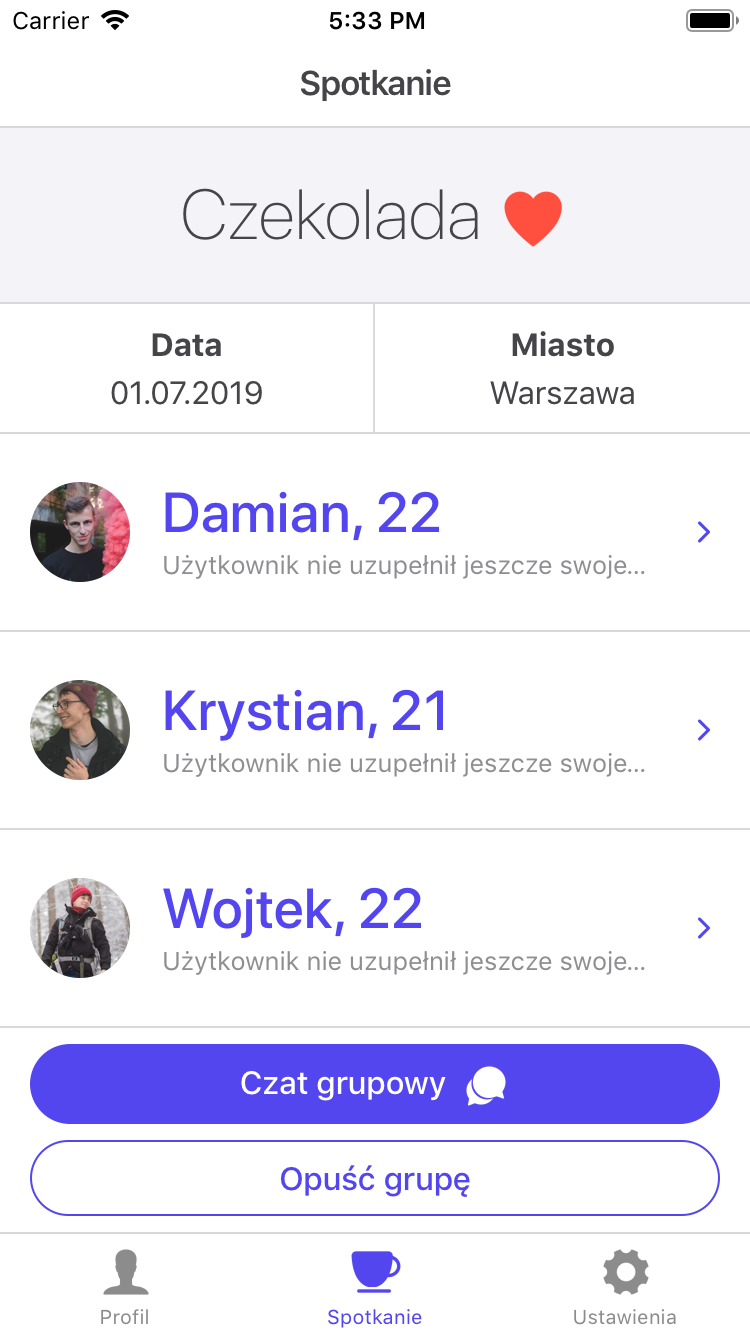 Carrier 5:33 PM
Spotkanie
Czekolada ❤
Data Miasto
01.07.2019 Warszawa
Damian, 22
Użytkownik nie uzupełnił jeszcze swoje...
Krystian, 21
Użytkownik nie uzupełnił jeszcze swoje...
Wojtek, 22
Użytkownik nie uzupełnił jeszcze swoje...
Czat grupowy
Opuść grupę
Profil Spotkanie Ustawienia